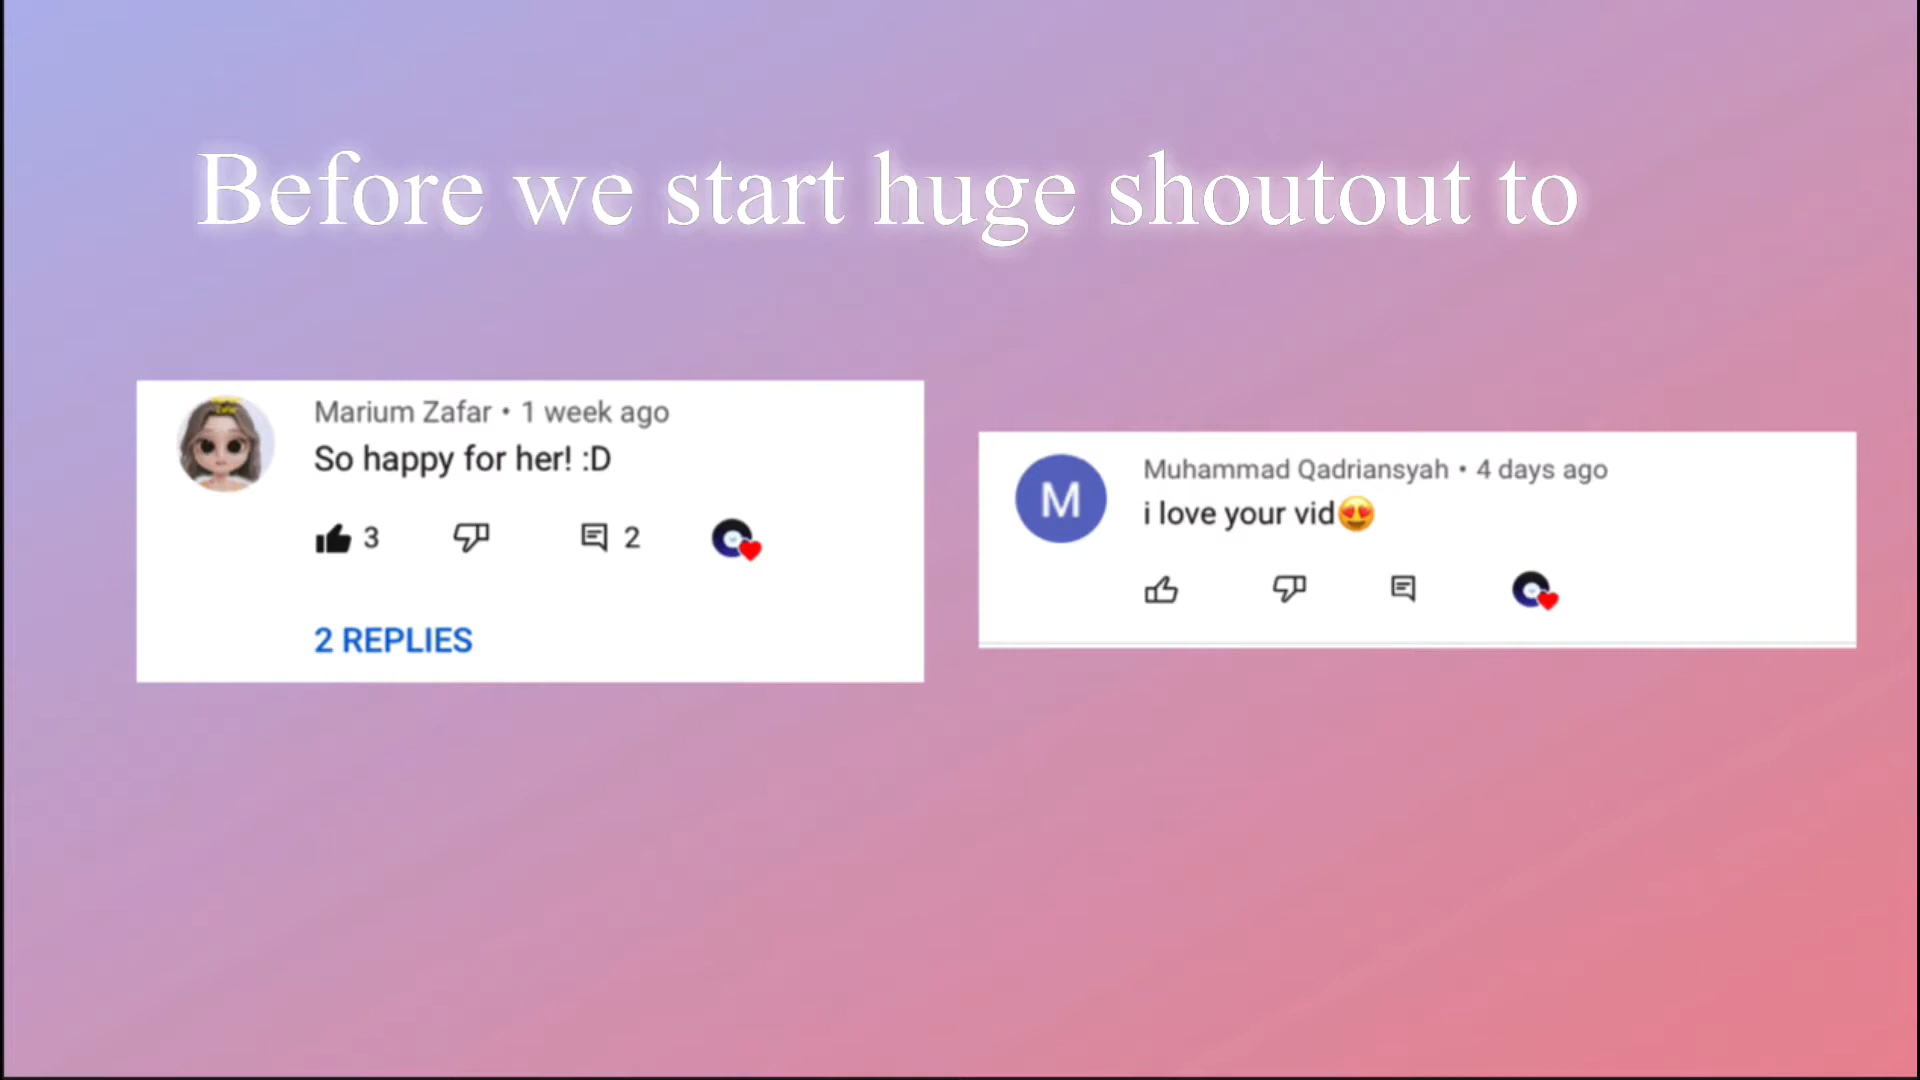 Before we start huge shoutout to
Marium Zafar • 1 week ago
So happy for her! :D
3 2
2 REPLIES
M
Muhammad Qadriansyah • 4 days ago
i love your vid😍